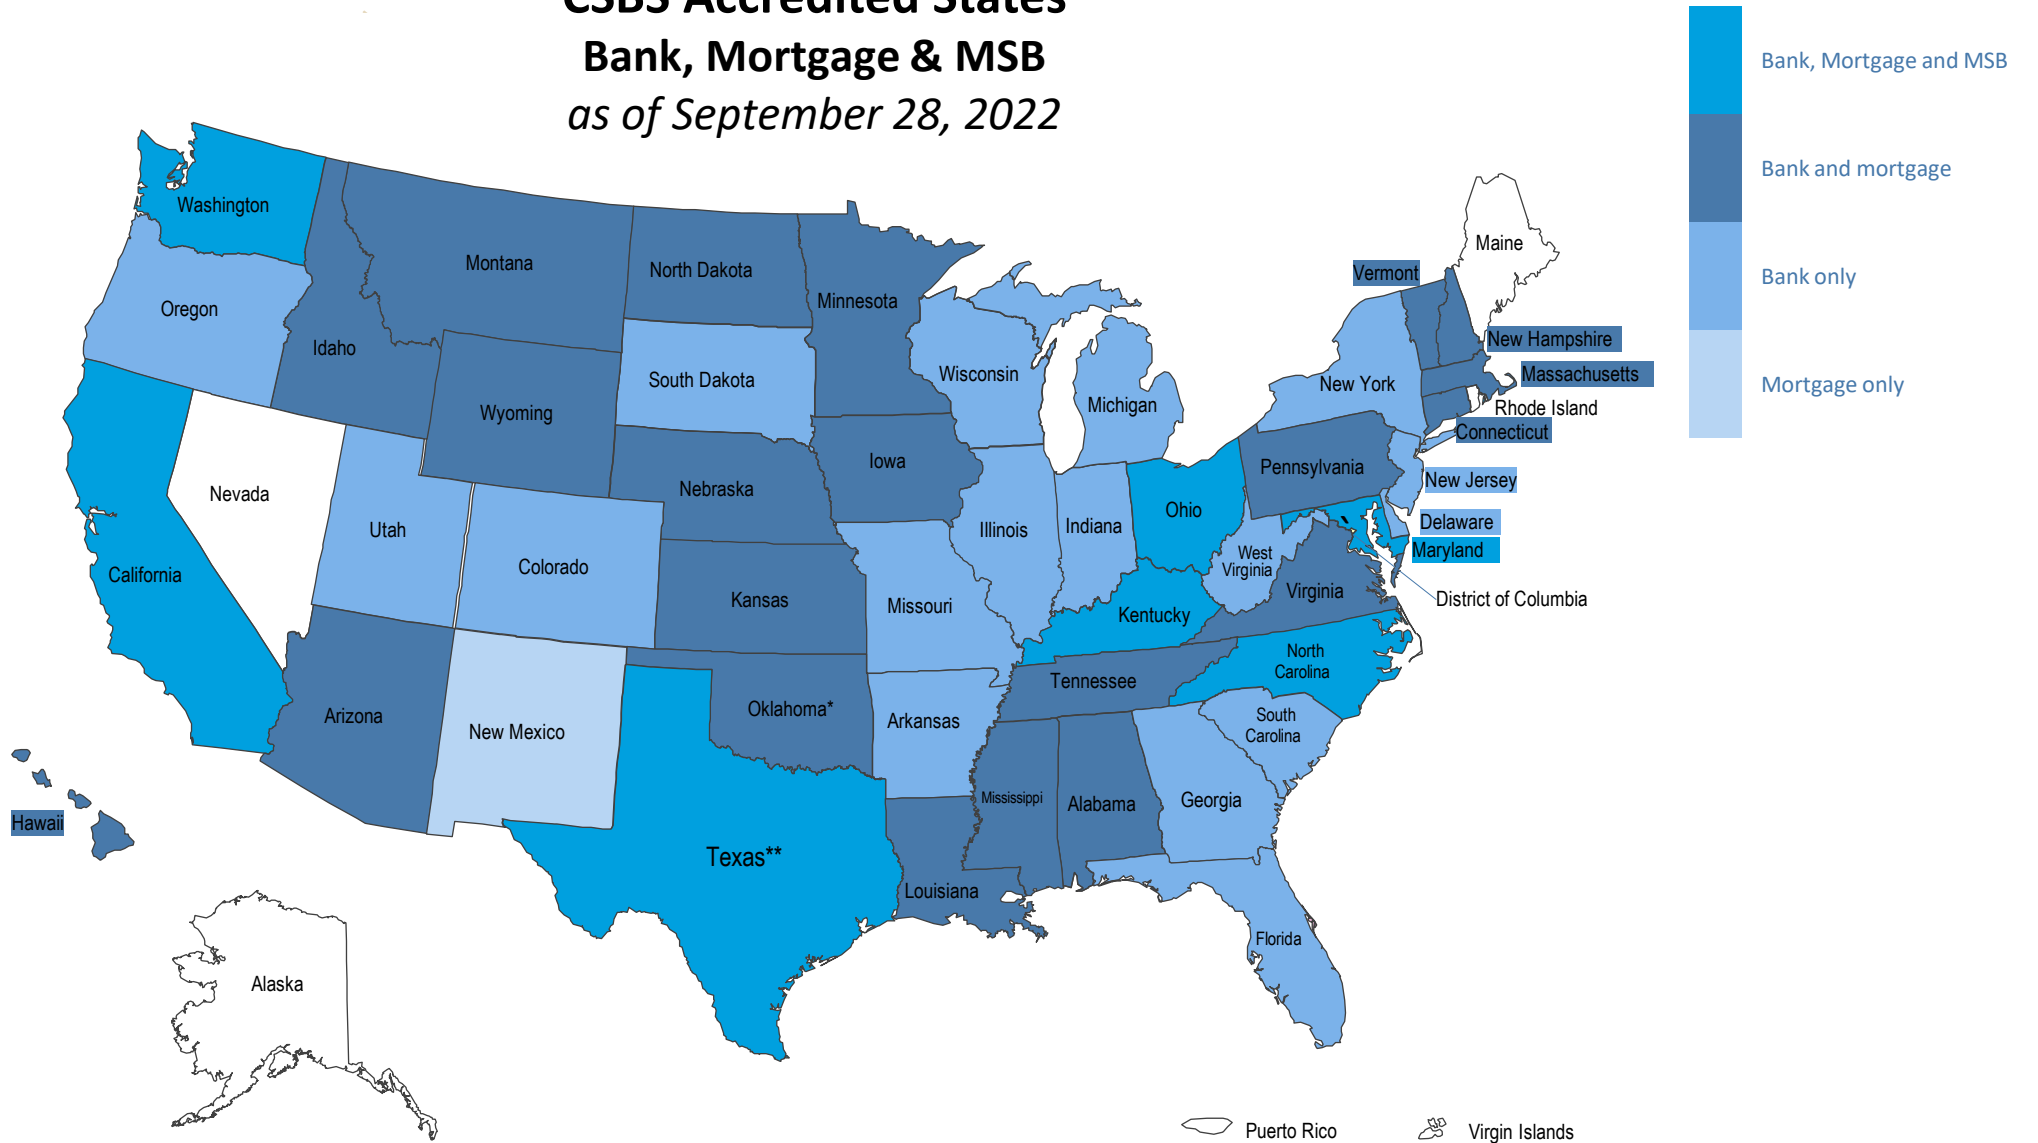 CSBS Accredited States
Bank, Mortgage & MSB
as of September 28, 2022
Bank, Mortgage and MSB
Bank and mortgage
Bank only
Mortgage only
Washington
Montana
North Dakota
Minnesota
Maine
Vermont
Oregon
Idaho
Wyoming
South Dakota
Wisconsin
Michigan
New York
New Hampshire
Massachusetts
Rhode Island
Connecticut
Nevada
Utah
Colorado
Nebraska
Iowa
Illinois
Indiana
Ohio
Pennsylvania
New Jersey
Delaware
Maryland
District of Columbia
California
Kansas
Missouri
Kentucky
West
Virginia
Virginia
Arizona
New Mexico
Oklahoma*
Arkansas
Tennessee
North
Carolina
South
Carolina
Texas**
Louisiana
Mississippi
Alabama
Georgia
Florida
Hawaii
Alaska
Puerto Rico
Virgin Islands